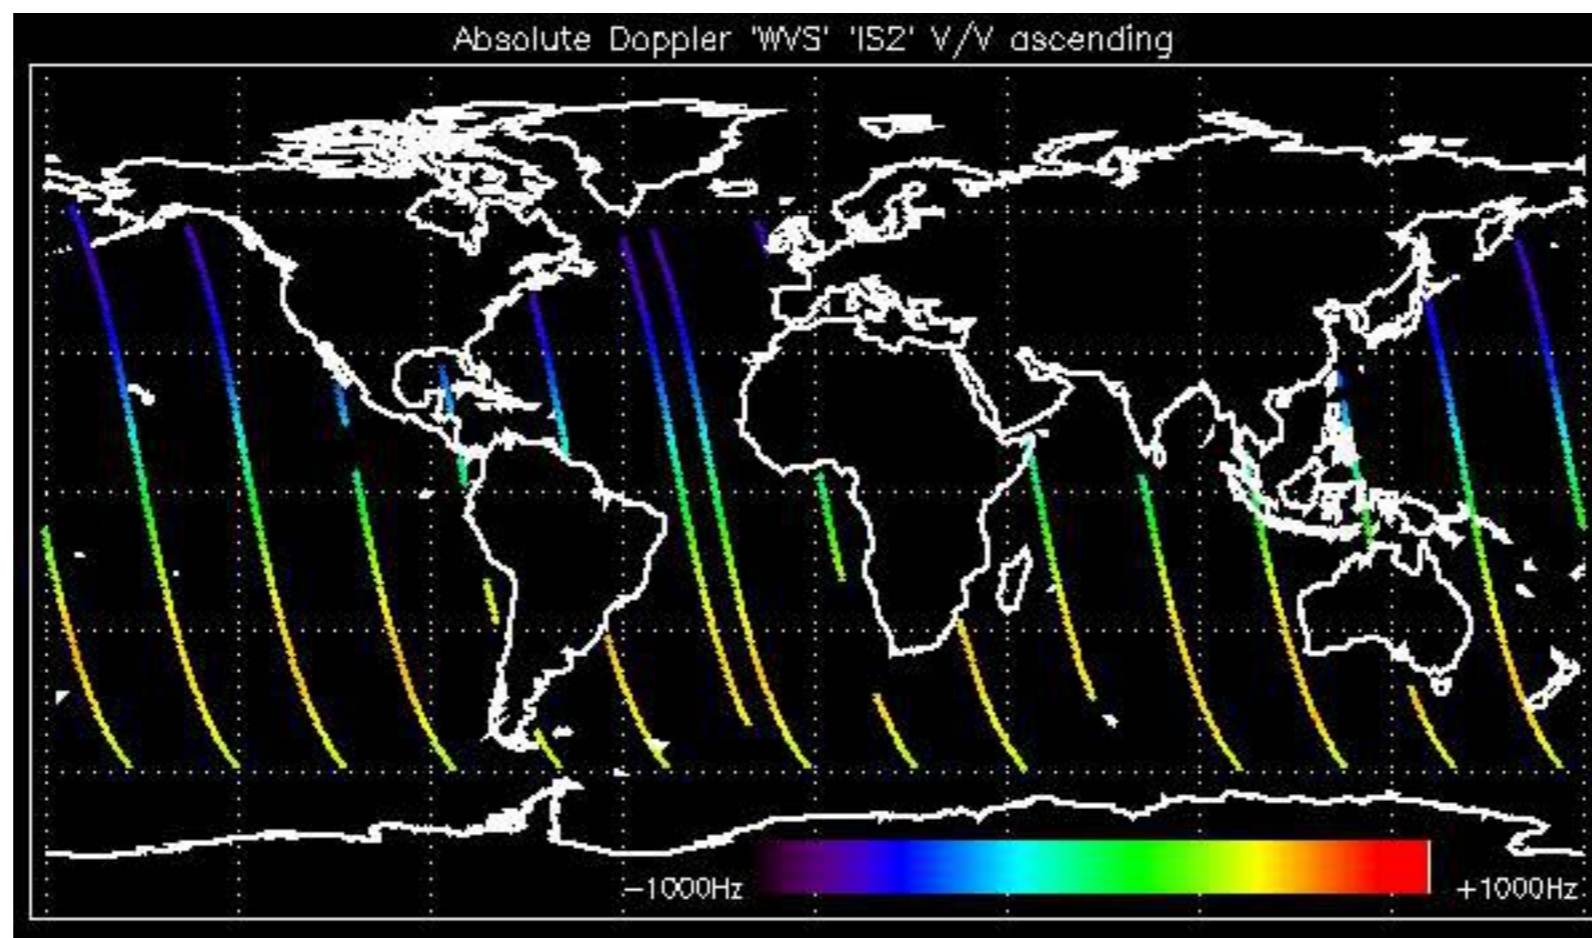 Absolute Doppler 'WVS' 'IS2' V/V ascending
-1000Hz +1000Hz